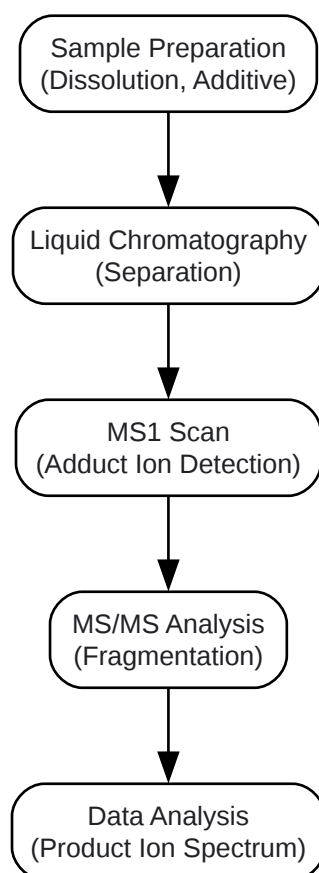 Sample Preparation
(Dissolution, Additive)
Liquid Chromatography
(Separation)
MS1 Scan
(Adduct Ion Detection)
MS/MS Analysis
(Fragmentation)
Data Analysis
(Product Ion Spectrum)